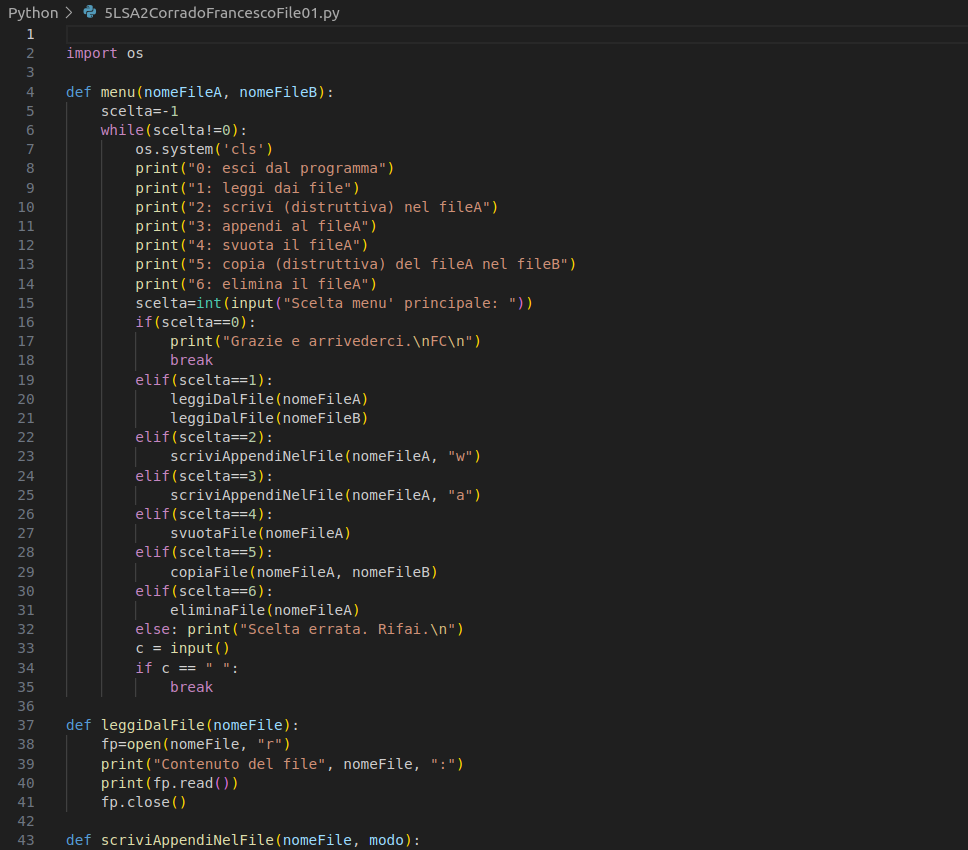 Python > 5LSA2CorradoFrancescoFile01.py
1
2 import os
3
4 def menu(nomeFileA, nomeFileB):
5     scelta=-1
6     while(scelta!=0):
7         os.system('cls')
8         print("0: esci dal programma")
9         print("1: leggi dai file")
10         print("2: scrivi (distruttiva) nel fileA")
11         print("3: appendi al fileA")
12         print("4: svuota il fileA")
13         print("5: copia (distruttiva) del fileA nel fileB")
14         print("6: elimina il fileA")
15         scelta=int(input("Scelta menu' principale: "))
16         if(scelta==0):
17             print("Grazie e arrivederci.\nFC\n")
18             break
19         elif(scelta==1):
20             leggiDalFile(nomeFileA)
21             leggiDalFile(nomeFileB)
22         elif(scelta==2):
23             scriviAppendiNelFile(nomeFileA, "w")
24         elif(scelta==3):
25             scriviAppendiNelFile(nomeFileA, "a")
26         elif(scelta==4):
27             svuotaFile(nomeFileA)
28         elif(scelta==5):
29             copiaFile(nomeFileA, nomeFileB)
30         elif(scelta==6):
31             eliminaFile(nomeFileA)
32         else: print("Scelta errata. Rifai.\n")
33         c = input()
34         if c == " ":
35             break
36
37 def leggiDalFile(nomeFile):
38     fp=open(nomeFile, "r")
39     print("Contenuto del file", nomeFile, ":")
40     print(fp.read())
41     fp.close()
42
43 def scriviAppendiNelFile(nomeFile, modo):